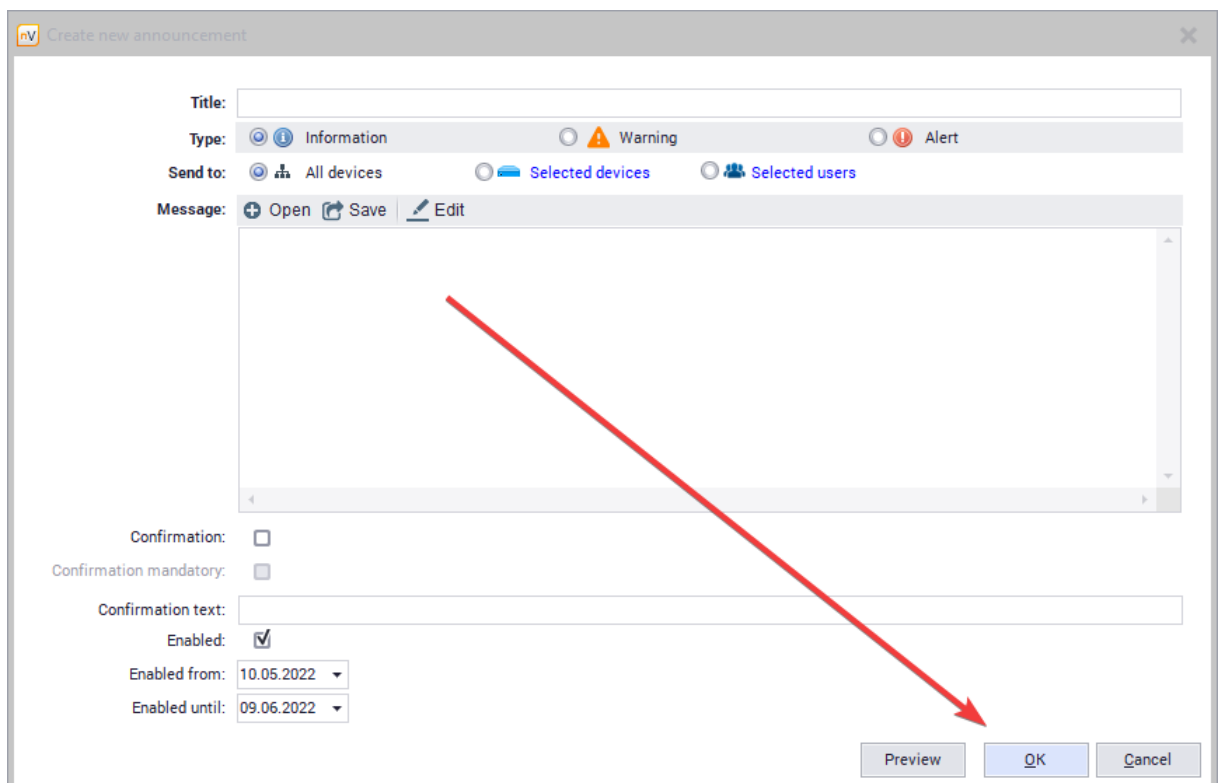 nV Create new announcement
Title:
Type: Information Warning Alert
Send to: All devices Selected devices Selected users
Message: Open Save Edit
Confirmation:
Confirmation mandatory:
Confirmation text:
Enabled:
Enabled from: 10.05.2022
Enabled until: 09.06.2022
Preview OK Cancel